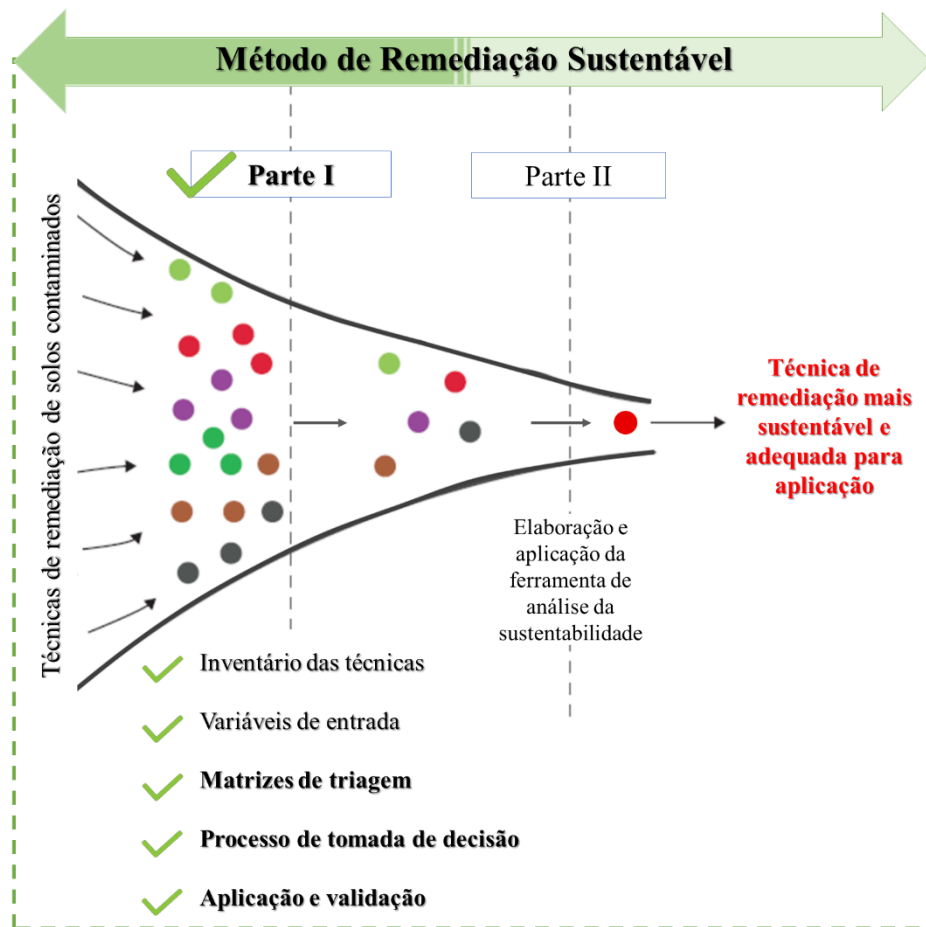 Método de Remediação Sustentável
Parte I
Parte II
Técnicas de remediação de solos contaminados
Técnica de
remediação mais
sustentável e
adequada para
aplicação
Elaboração e
aplicação da
ferramenta de
análise da
sustentabilidade
Inventário das técnicas
Variáveis de entrada
Matrizes de triagem
Processo de tomada de decisão
Aplicação e validação